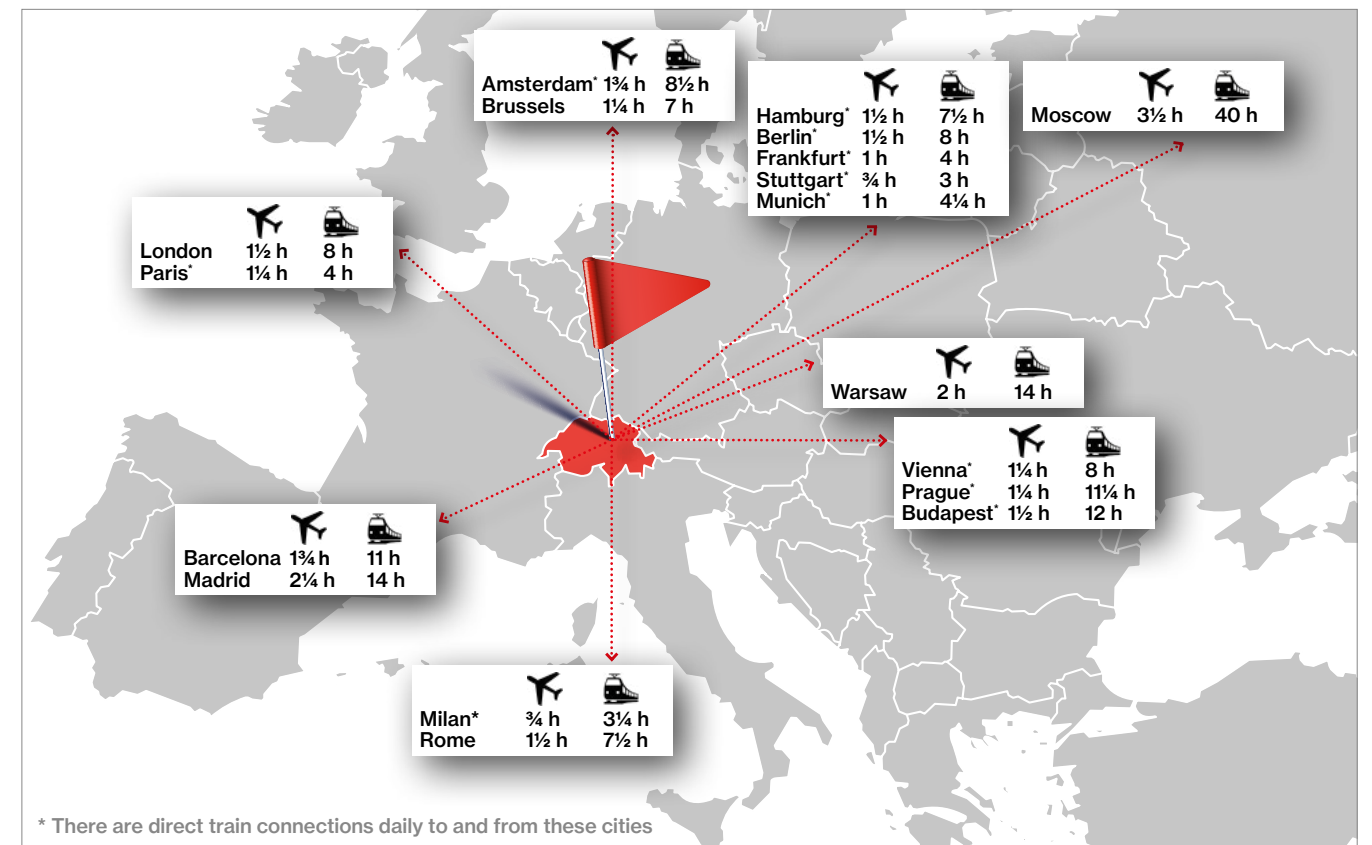 Amsterdam* 1¾ h 8½ h
Brussels 1¼ h 7 h
Hamburg* 1½ h 7½ h
Berlin* 1½ h 8 h
Frankfurt* 1 h 4 h
Stuttgart* ¾ h 3 h
Munich* 1 h 4¼ h
Moscow 3½ h 40 h
London 1½ h 8 h
Paris* 1¼ h 4 h
Warsaw 2 h 14 h
Vienna* 1¼ h 8 h
Prague* 1¼ h 11¼ h
Budapest* 1½ h 12 h
Barcelona 1¾ h 11 h
Madrid 2¼ h 14 h
Milan* ¾ h 3¼ h
Rome 1½ h 7½ h
* There are direct train connections daily to and from these cities